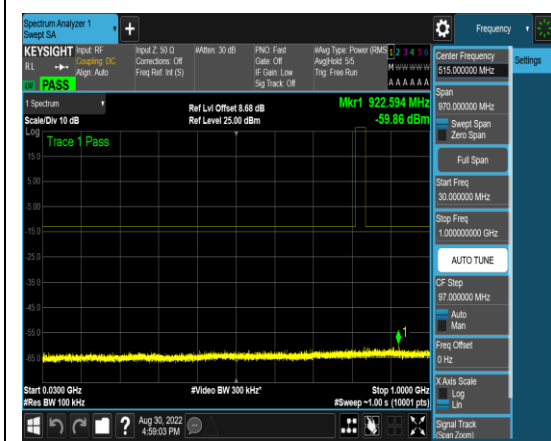 Spectrum Analyzer 1
Swept SA
+
Frequency
KEYSIGHT
Input: RF
Input Z: 50 Ω
#Atten: 30 dB
PNO: Fast
#Avg Type: Power (RMS
1 2 3 4 5 6
RL
Coupling: DC
Corrections: Off
Gate: Off
Avg|Hold: 5/5
M W W W W W
Align: Auto
Freq Ref: Int (S)
IF Gain: Low
Trig: Free Run
Sig Track: Off
A A A A A A
PASS
1 Spectrum
Ref Lvl Offset 8.68 dB
Mkr1 922.594 MHz
Scale/Div 10 dB
Ref Level 25.00 dBm
-59.86 dBm
Log
Trace 1 Pass
15.0
5.00
-5.00
-15.0
-25.0
-35.0
-45.0
-55.0
-65.0
1
Start 0.0300 GHz
#Video BW 300 kHz*
Stop 1.0000 GHz
#Res BW 100 kHz
#Sweep ~1.00 s (10001 pts)
Aug 30, 2022
4:59:03 PM
Center Frequency
515.000000 MHz
Settings
Span
970.000000 MHz
Swept Span
Zero Span
Full Span
Start Freq
30.000000 MHz
Stop Freq
1.000000000 GHz
AUTO TUNE
CF Step
97.000000 MHz
Auto
Man
Freq Offset
0 Hz
X Axis Scale
Log
Lin
Signal Track
(Span Zoom)